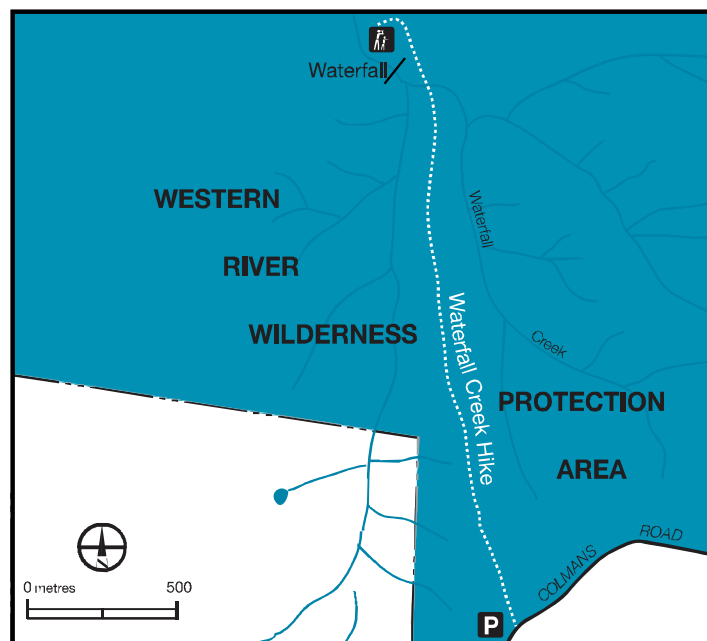 Waterfall
WESTERN
RIVER
WILDERNESS
Waterfall
Creek
Waterfall Creek Hike
PROTECTION
AREA
N
0 metres 500
COLMANS
ROAD
P